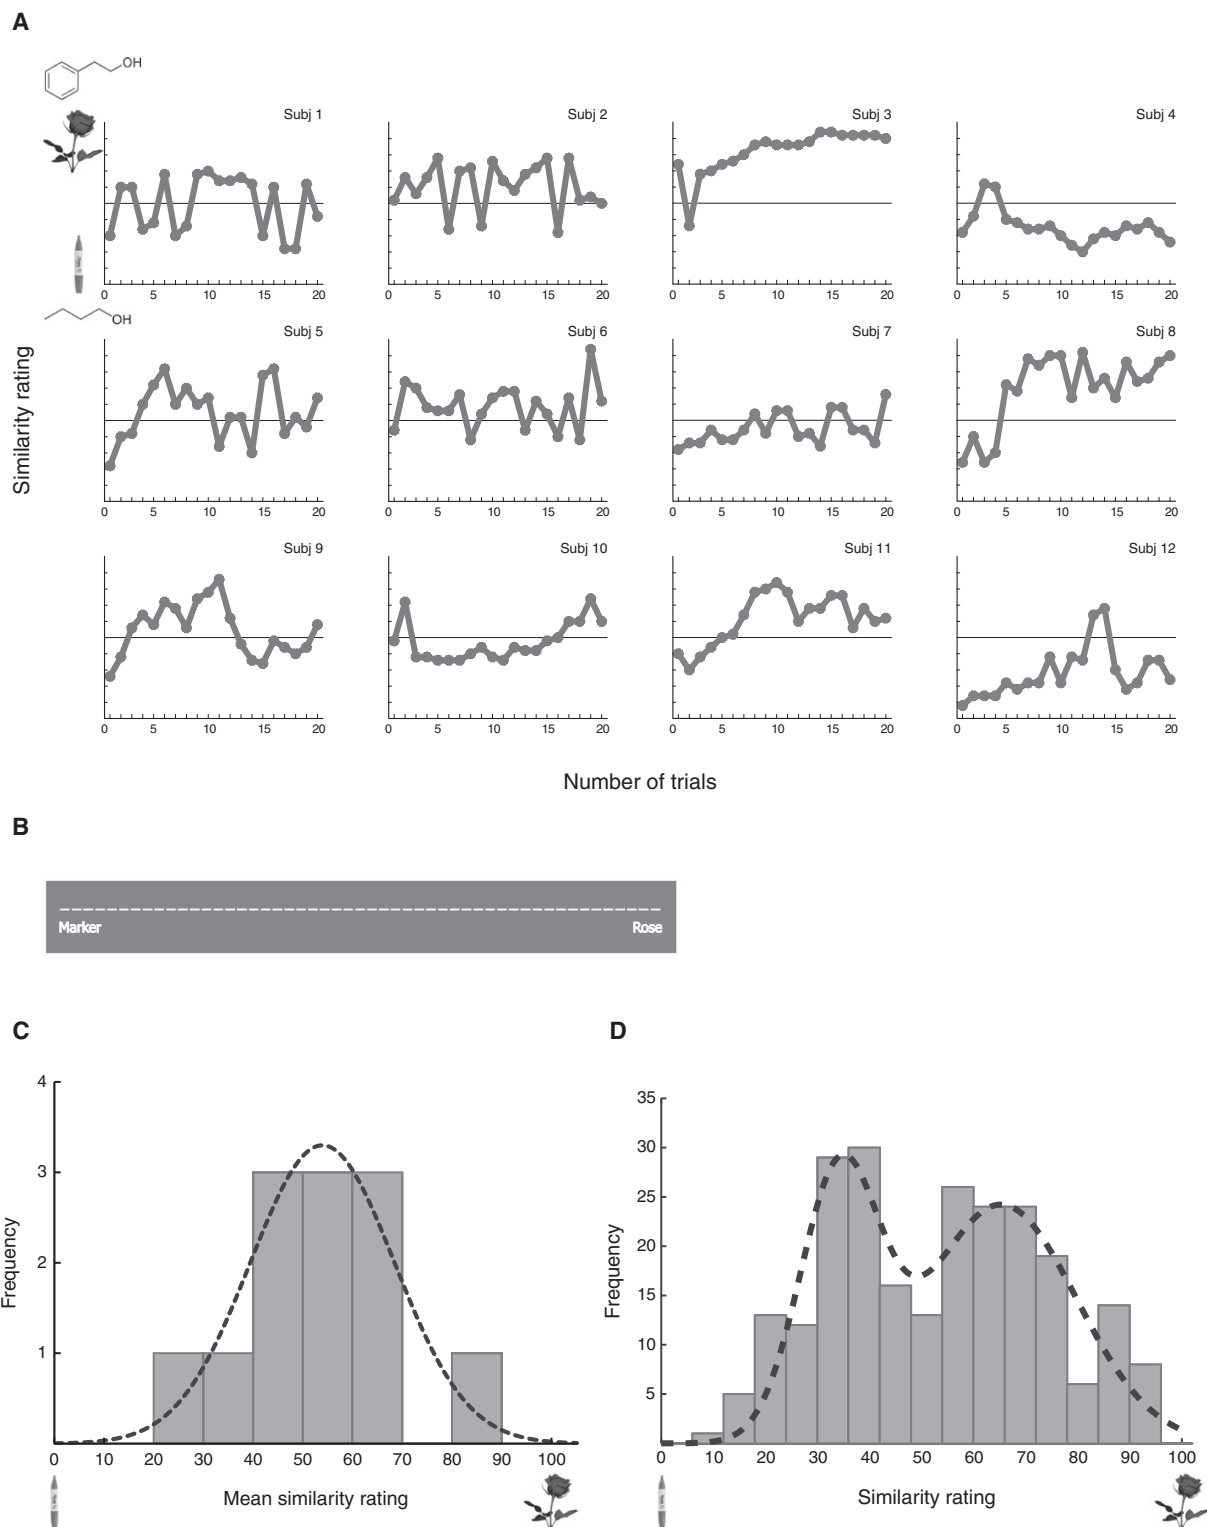 A
OH
Subj 1 Subj 2 Subj 3 Subj 4
0 5 10 15 20 0 5 10 15 20 0 5 10 15 20 0 5 10 15 20
OH
Subj 5 Subj 6 Subj 7 Subj 8
Similarity rating
0 5 10 15 20 0 5 10 15 20 0 5 10 15 20 0 5 10 15 20
Subj 9 Subj 10 Subj 11 Subj 12
0 5 10 15 20 0 5 10 15 20 0 5 10 15 20 0 5 10 15 20
Number of trials
B
Marker Rose
C
4
3
2
1
Frequency
0 10 20 30 40 50 60 70 80 90 100
Mean similarity rating
D
35
30
25
20
15
10
5
Frequency
0 10 20 30 40 50 60 70 80 90 100
Similarity rating